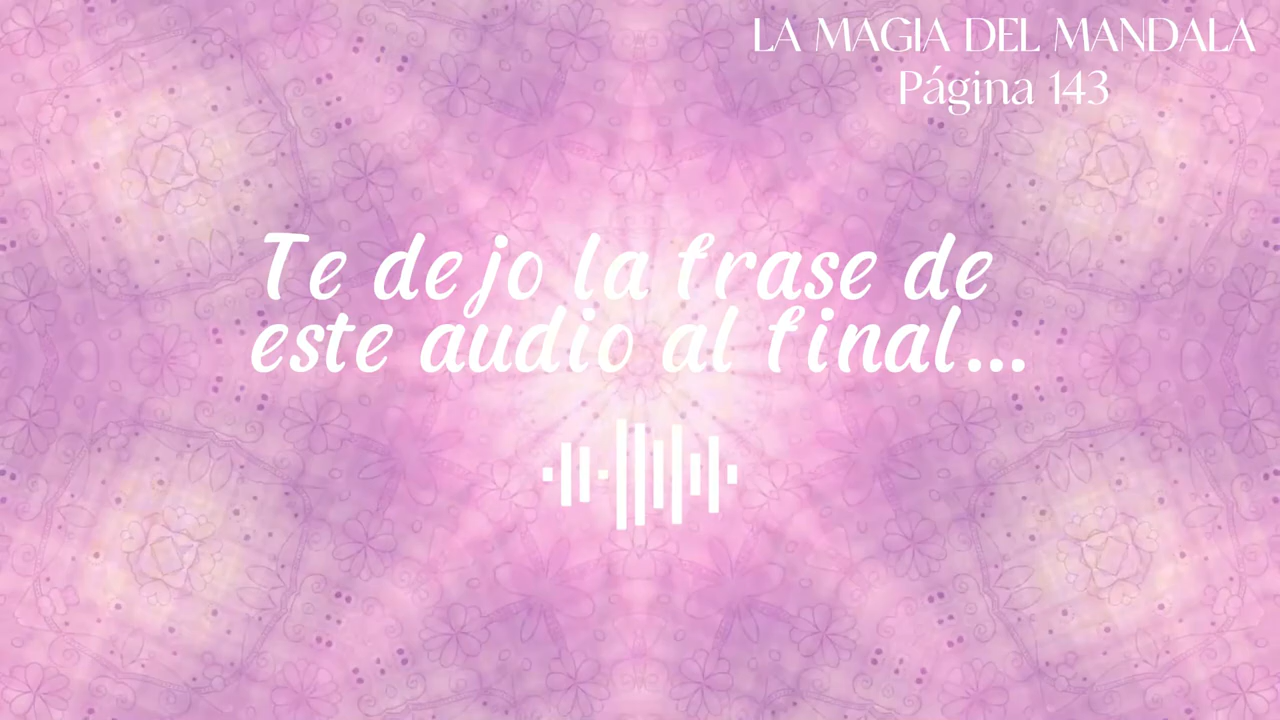 LA MAGIA DEL MANDALA
Página 143
Te dejo la frase de
este audio al final...